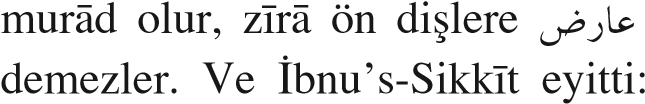 murād olur, zīrā ön dişlere عارض
demezler. Ve İbnu’s-Sikkīt eyitti: